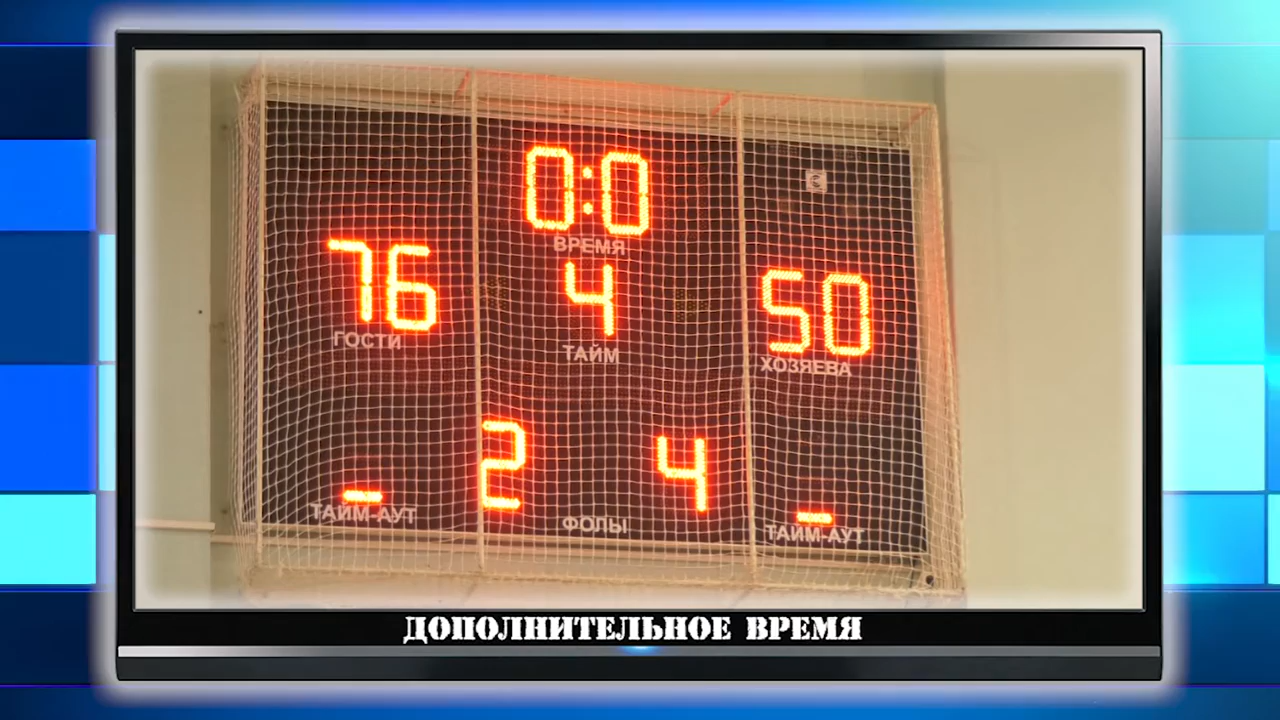 0:0
ВРЕМЯ
76 4 50
ГОСТИ ТАЙМ ХОЗЯЕВА
2 4
ТАЙМ-АУТ ФОЛЫ ТАЙМ-АУТ
ДОПОЛНИТЕЛЬНОЕ ВРЕМЯ